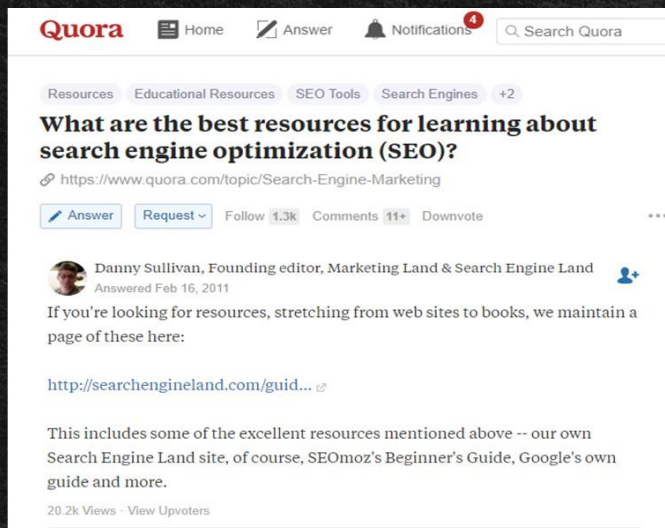 Quora Home Answer Notifications 4 Search Quora
Resources Educational Resources SEO Tools Search Engines +2
What are the best resources for learning about
search engine optimization (SEO)?
https://www.quora.com/topic/Search-Engine-Marketing
Answer Request Follow 1.3k Comments 11+ Downvote
Danny Sullivan, Founding editor, Marketing Land & Search Engine Land
Answered Feb 16, 2011
If you're looking for resources, stretching from web sites to books, we maintain a
page of these here:
http://searchengineland.com/guid...
This includes some of the excellent resources mentioned above -- our own
Search Engine Land site, of course, SEOmoz's Beginner's Guide, Google's own
guide and more.
20.2k Views · View Upvoters